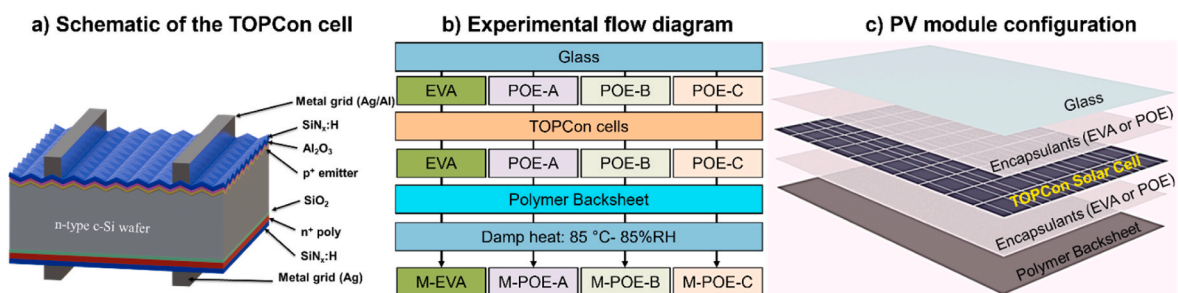 a) Schematic of the TOPCon cell
Metal grid (Ag/Al)
SiNx:H
Al2O3
p+ emitter
SiO2
n+ poly
SiNx:H
Metal grid (Ag)
n-type c-Si wafer
b) Experimental flow diagram
Glass
EVA POE-A POE-B POE-C
TOPCon cells
EVA POE-A POE-B POE-C
Polymer Backsheet
Damp heat: 85 °C- 85%RH
M-EVA M-POE-A M-POE-B M-POE-C
c) PV module configuration
Glass
Encapsulants (EVA or POE)
TOPCon Solar Cell
Encapsulants (EVA or POE)
Polymer Backsheet